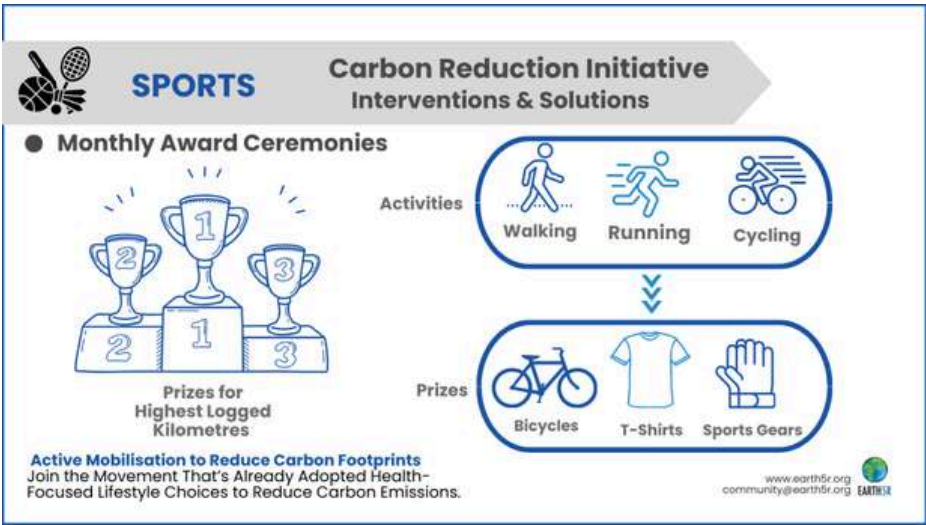 SPORTS
Carbon Reduction Initiative
Interventions & Solutions
Monthly Award Ceremonies
1
2
3
2
1
3
Prizes for
Highest Logged
Kilometres
Activities
Walking
Running
Cycling
Prizes
Bicycles
T-Shirts
Sports Gears
Active Mobilisation to Reduce Carbon Footprints
Join the Movement That's Already Adopted Health-
Focused Lifestyle Choices to Reduce Carbon Emissions.
www.earth5r.org
community@earth5r.org
EARTH5R